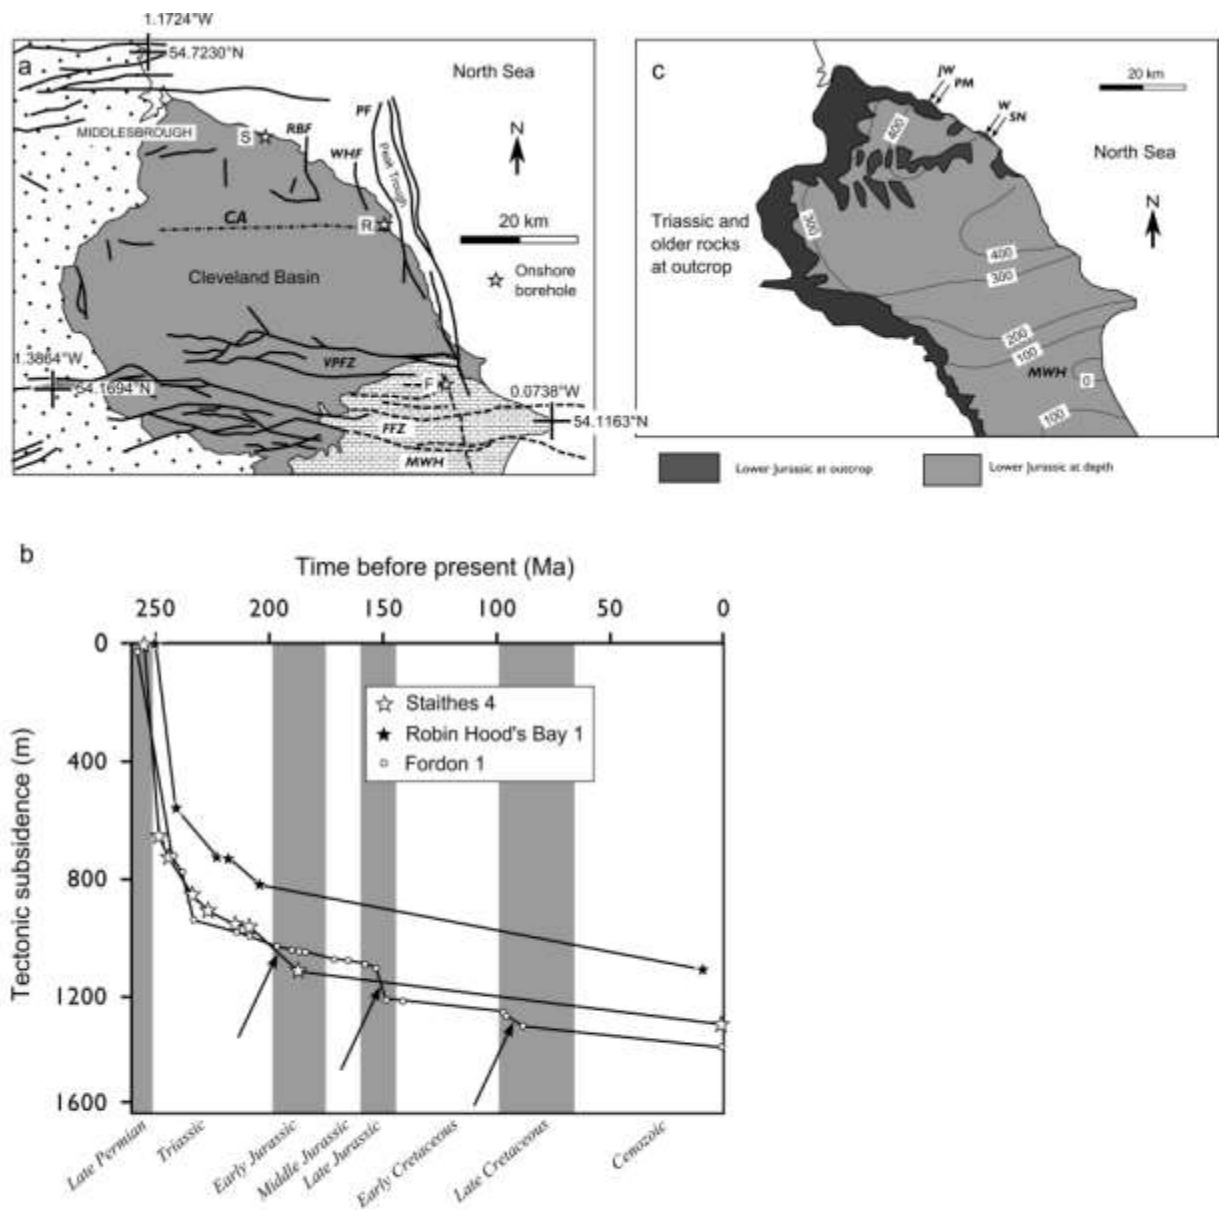 1.1724°W
a
54.7230°N
North Sea
MIDDLESBROUGH
S
RBF
PF
WHF
Peak Trough
N
20 km
CA
R
Onshore
borehole
Cleveland Basin
VPFZ
1.3864°W
54.1694°N
F
0.0738°W
54.1163°N
FFZ
MWH
c
JW
PM
20 km
W
SN
400
North Sea
N
Triassic and
older rocks
at outcrop
300
400
300
200
100
MWH
0
100
Lower Jurassic at outcrop
Lower Jurassic at depth
b
Time before present (Ma)
250 200 150 100 50 0
0
400
800
1200
1600
Tectonic subsidence (m)
Staithes 4
Robin Hood's Bay 1
Fordon 1
Late Permian
Triassic
Early Jurassic
Middle Jurassic
Late Jurassic
Early Cretaceous
Late Cretaceous
Cenozoic